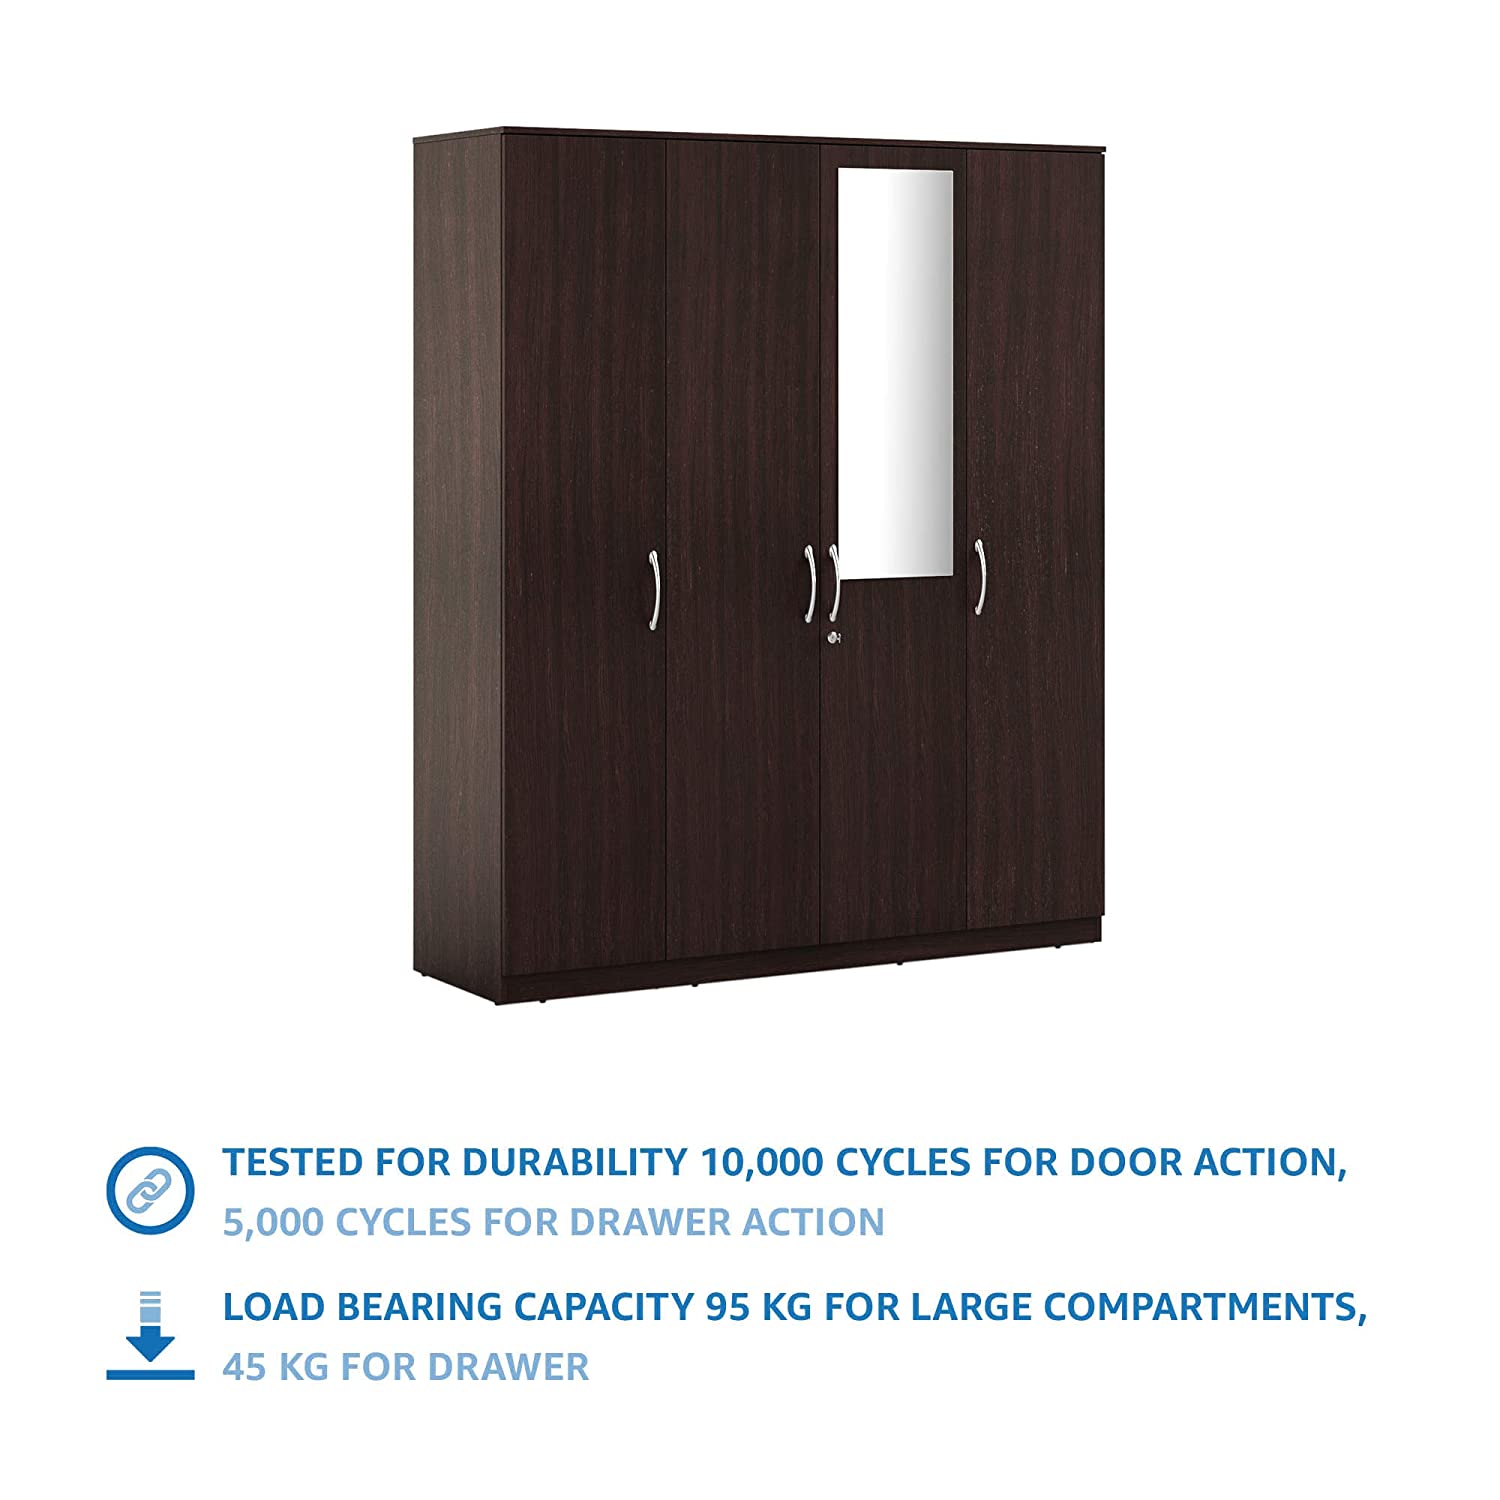 TESTED FOR DURABILITY 10,000 CYCLES FOR DOOR ACTION,
5,000 CYCLES FOR DRAWER ACTION
LOAD BEARING CAPACITY 95 KG FOR LARGE COMPARTMENTS,
45 KG FOR DRAWER